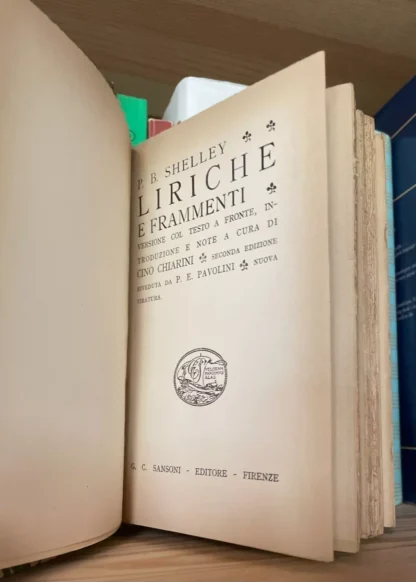 P. B. SHELLEY
LIRICHE
E FRAMMENTI
VERSIONE COL TESTO A FRONTE, IN-
TRODUZIONE E NOTE A CURA DI
CINO CHIARINI SECONDA EDIZIONE
RIVEDUTA DA P. E. PAVOLINI NUOVA
TIRATURA.
G. C. SANSONI - EDITORE - FIRENZE